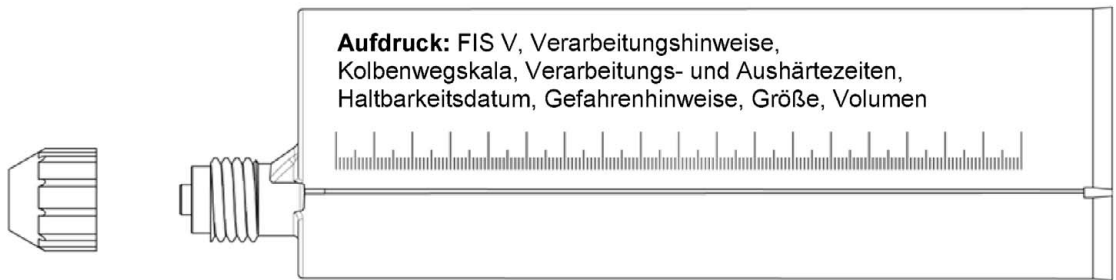 Aufdruck: FIS V, Verarbeitungshinweise,
Kolbenwegskala, Verarbeitungs- und Aushärtezeiten,
Haltbarkeitsdatum, Gefahrenhinweise, Größe, Volumen